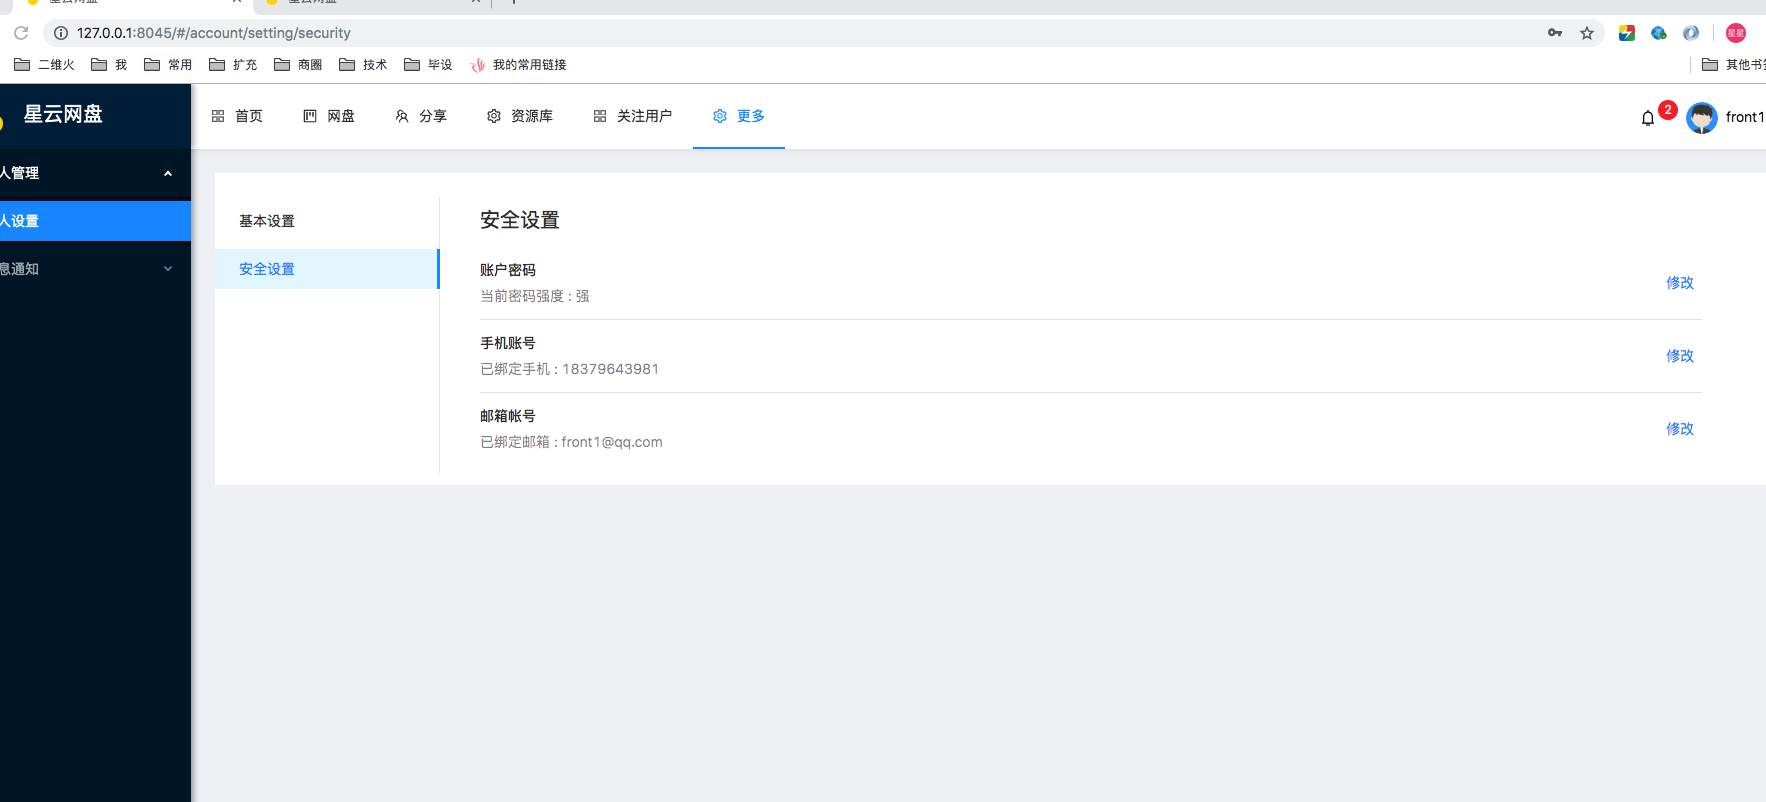 127.0.0.1:8045/#/account/setting/security
二维火 我 常用 扩充 商圈 技术 毕设 我的常用链接 其他书
星云网盘
首页 网盘 分享 资源库 关注用户 更多 2 front1
人管理
人设置
息通知
基本设置
安全设置
安全设置
账户密码
当前密码强度 : 强
修改
手机账号
已绑定手机 : 18379643981
修改
邮箱帐号
已绑定邮箱 : front1@qq.com
修改